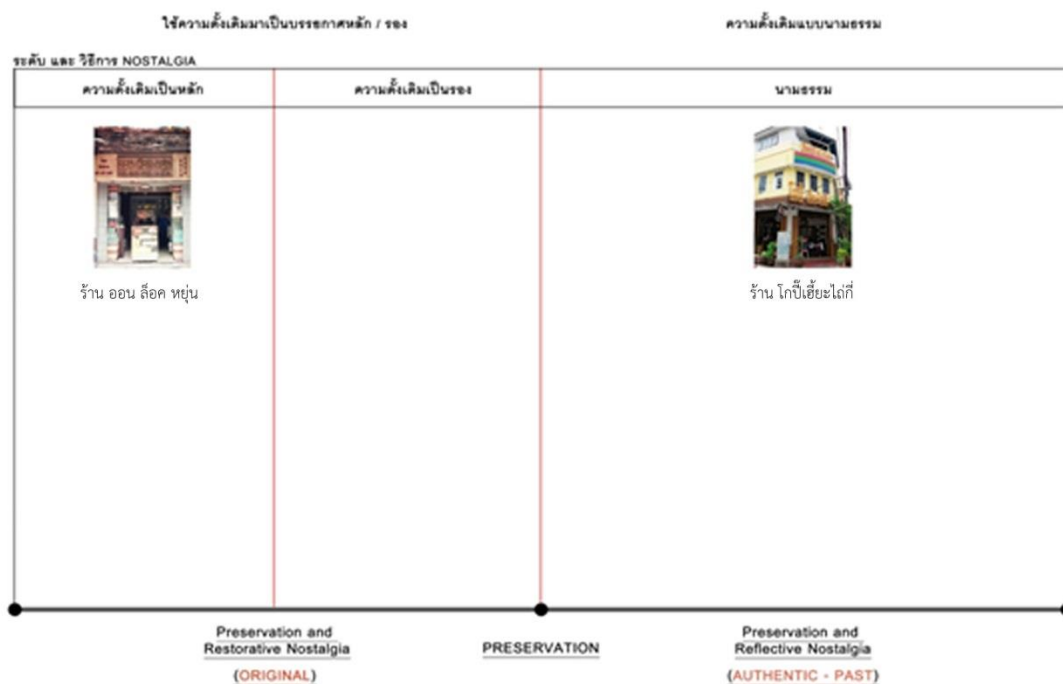 ใช้ความดั้งเดิมมาเป็นบรรยกาศหลัก / รอง
ความดั้งเดิมแบบนามธรรม
ระดับ และ วิธีการ NOSTALGIA
ความดั้งเดิมเป็นหลัก
ความดั้งเดิมเป็นรอง
นามธรรม
ร้าน ออน ล็อค หยุ่น
ร้าน โกปี๊เฮี้ยะไถ่กี่
Preservation and
Restorative Nostalgia
(ORIGINAL)
PRESERVATION
Preservation and
Reflective Nostalgia
(AUTHENTIC - PAST)